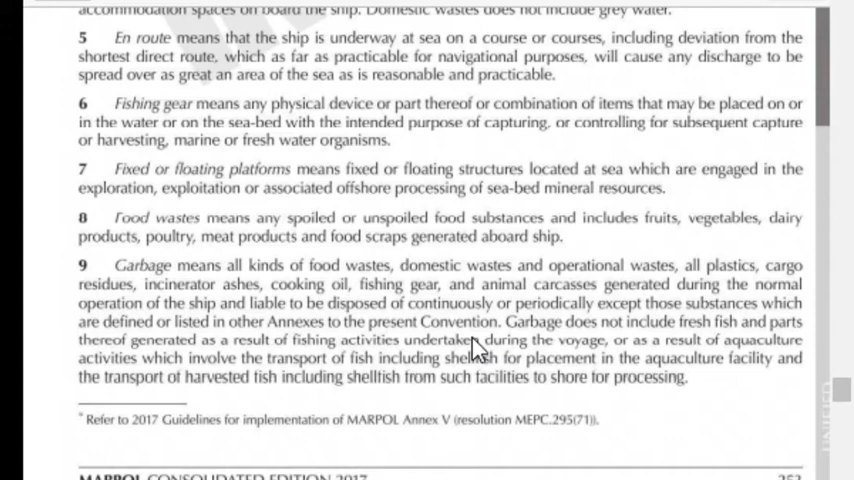 accommodation spaces on board the ship. Domestic wastes does not include grey water.
5 En route means that the ship is underway at sea on a course or courses, including deviation from the
shortest direct route, which as far as practicable for navigational purposes, will cause any discharge to be
spread over as great an area of the sea as is reasonable and practicable.
6 Fishing gear means any physical device or part thereof or combination of items that may be placed on or
in the water or on the sea-bed with the intended purpose of capturing, or controlling for subsequent capture
or harvesting, marine or fresh water organisms.
7 Fixed or floating platforms means fixed or floating structures located at sea which are engaged in the
exploration, exploitation or associated offshore processing of sea-bed mineral resources.
8 Food wastes means any spoiled or unspoiled food substances and includes fruits, vegetables, dairy
products, poultry, meat products and food scraps generated aboard ship.
9 Garbage means all kinds of food wastes, domestic wastes and operational wastes, all plastics, cargo
residues, incinerator ashes, cooking oil, fishing gear, and animal carcasses generated during the normal
operation of the ship and liable to be disposed of continuously or periodically except those substances which
are defined or listed in other Annexes to the present Convention. Garbage does not include fresh fish and parts
thereof generated as a result of fishing activities undertaken during the voyage, or as a result of aquaculture
activities which involve the transport of fish including shellfish for placement in the aquaculture facility and
the transport of harvested fish including shellfish from such facilities to shore for processing.
* Refer to 2017 Guidelines for implementation of MARPOL Annex V (resolution MEPC.295(71)).
MARPOL CONSOLIDATED EDITION 2017